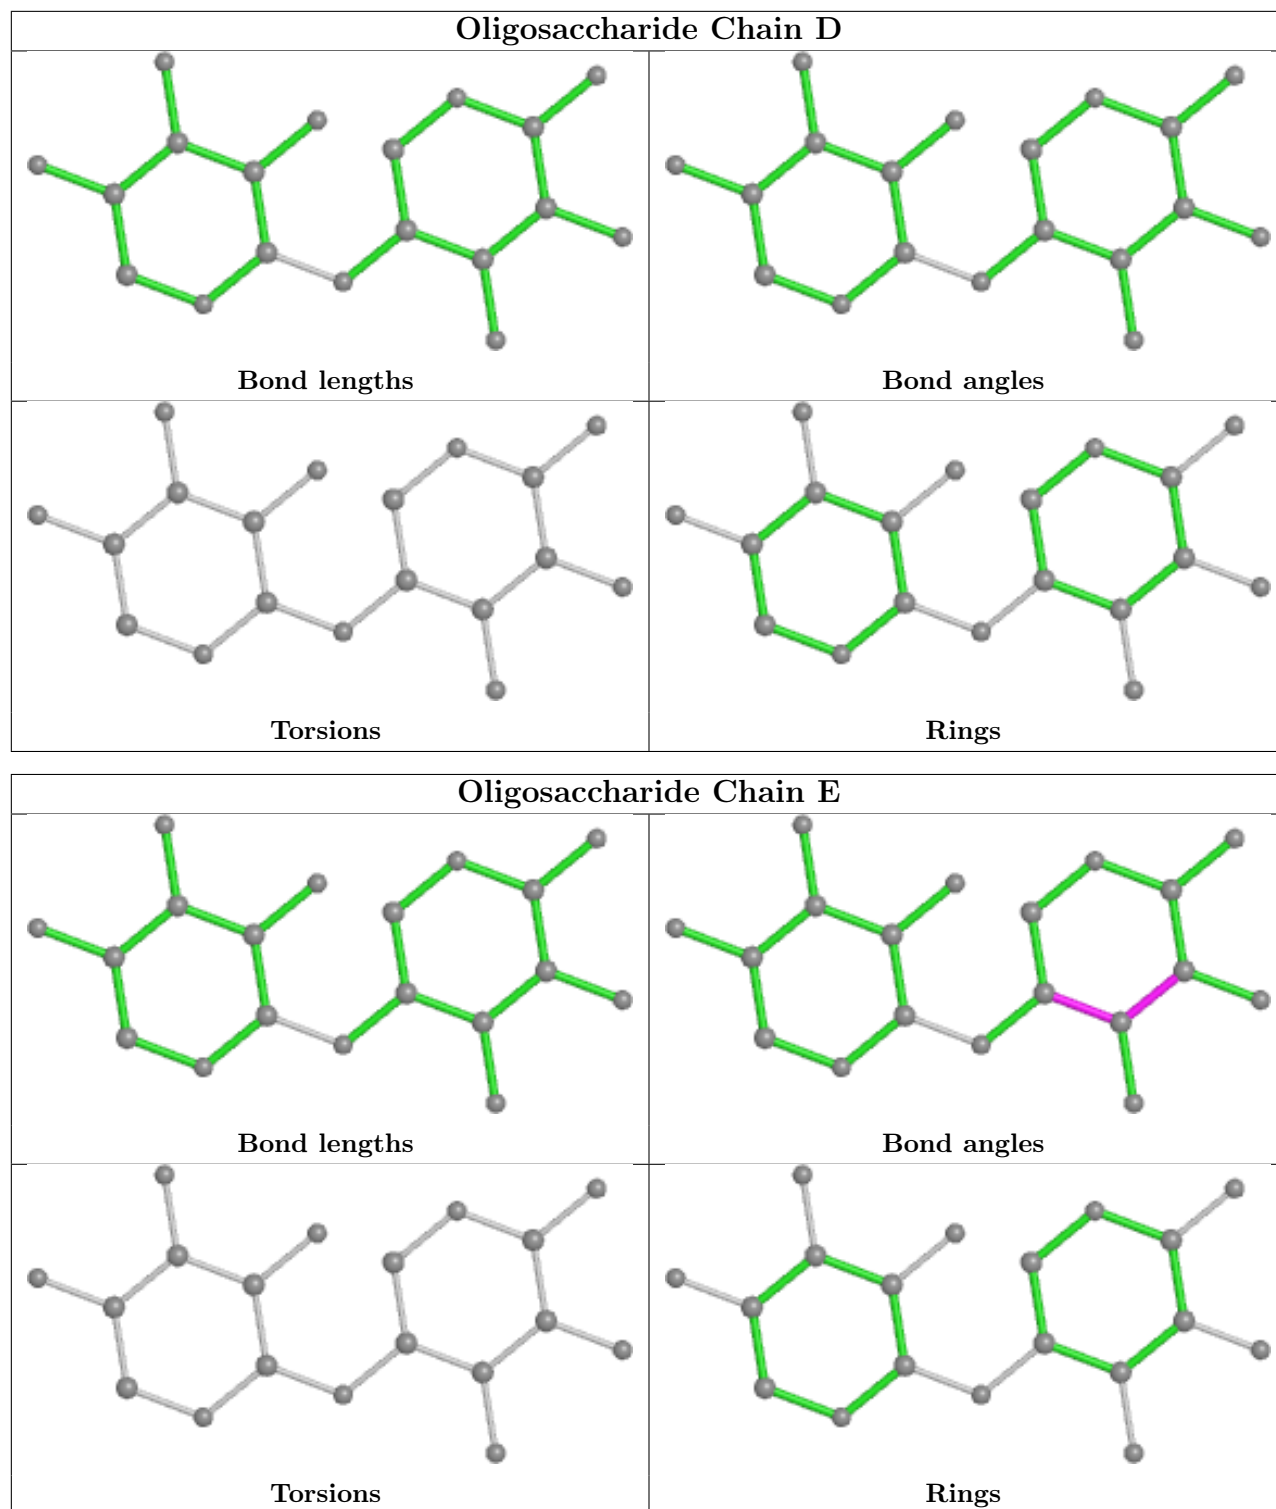 Oligosaccharide Chain D
Bond lengths
Bond angles
Torsions
Rings
Oligosaccharide Chain E
Bond lengths
Bond angles
Torsions
Rings